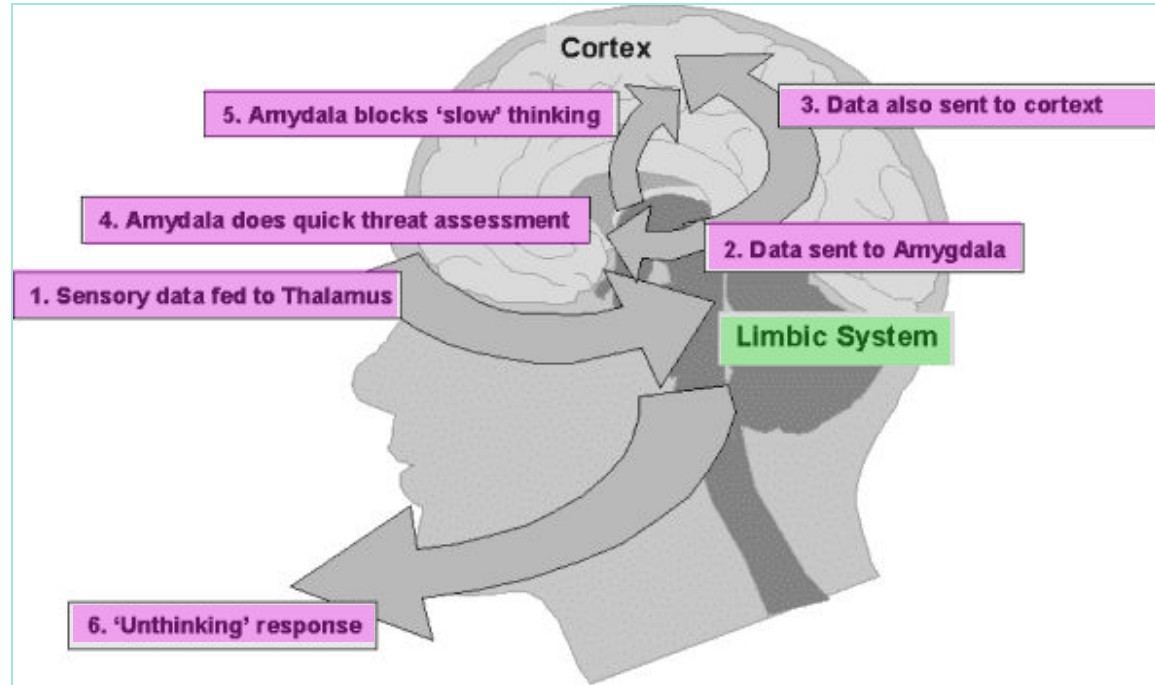 Cortex
5. Amydala blocks ‘slow’ thinking
3. Data also sent to cortext
4. Amydala does quick threat assessment
2. Data sent to Amygdala
1. Sensory data fed to Thalamus
Limbic System
6. ‘Unthinking’ response